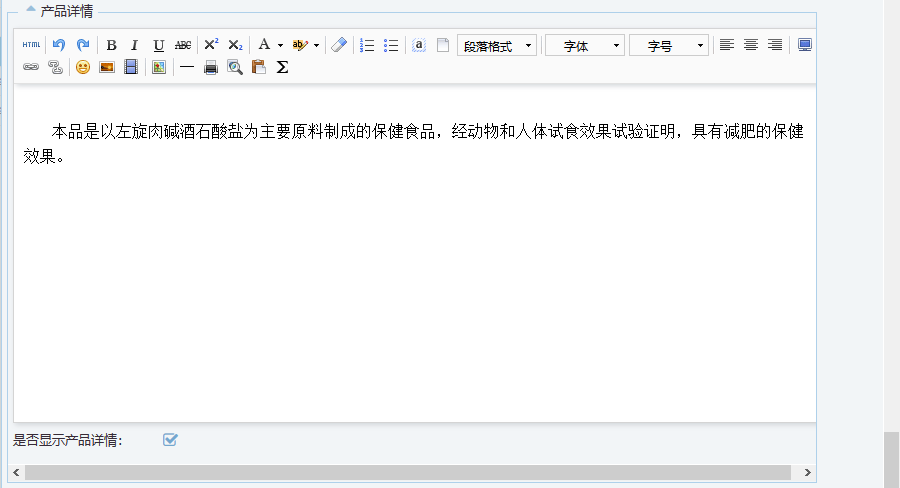 产品详情
HTML B I U ABC X² X₂ A ab a 段落格式 字体 字号
Σ
本品是以左旋肉碱酒石酸盐为主要原料制成的保健食品，经动物和人体试食效果试验证明，具有减肥的保健
效果。
是否显示产品详情：